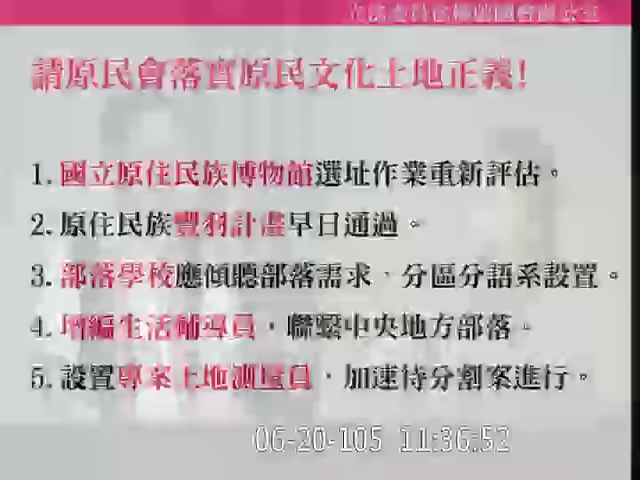 請原民會落實原民文化土地正義!
1. 國立原住民族博物館選址作業重新評估。
2. 原住民族豐羽計畫早日通過。
3. 部落學校應傾聽部落需求、分區分語系設置。
4. 增編生活輔導員,聯繫中央地方部落。
5. 設置專案土地測量員,加速待分割案進行。
06-20-105 11:36:52